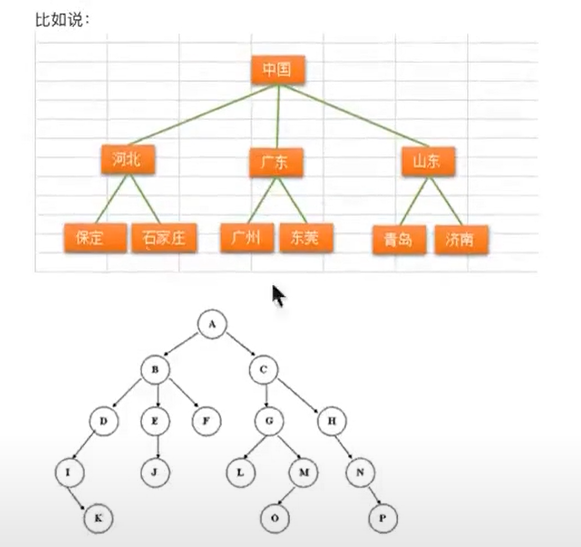 比如说：
中国
河北 广东 山东
保定 石家庄 广州 东莞 青岛 济南
A
B C
D E F G H
I J L M N
K O P